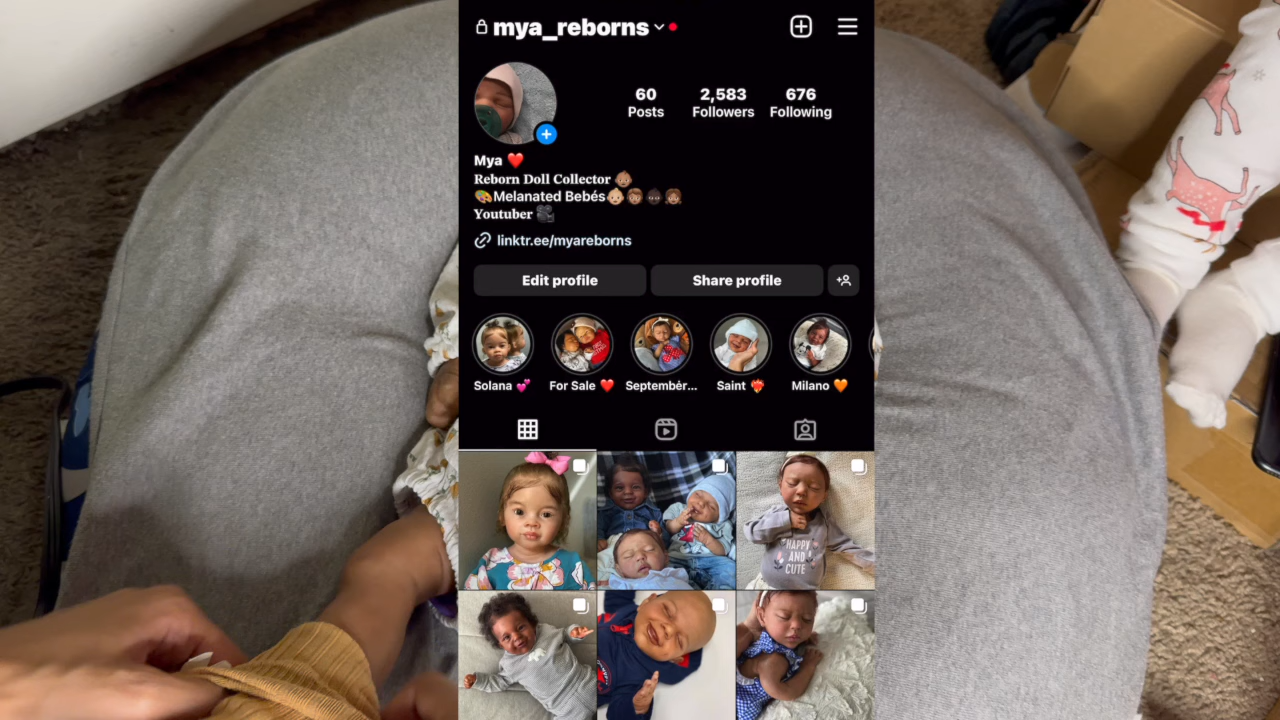 mya_reborns
60 2,583 676
Posts Followers Following
Mya ❤️
Reborn Doll Collector 👶🏽
🎨Melanated Bebés👶🏼👦🏽👶🏿👧🏽
Youtuber 🎥
linktr.ee/myareborns
Edit profile Share profile
Solana 💕 For Sale ❤️ Septembér... Saint ❤️‍🔥 Milano 🧡
HAPPY
AND
CUTE